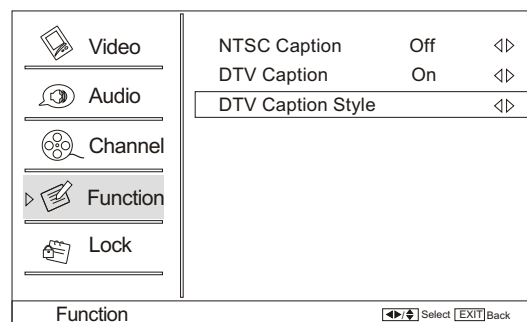 Video
Audio
Channel
Function
Lock
NTSC Caption Off
DTV Caption On
DTV Caption Style
Function
Select EXIT Back